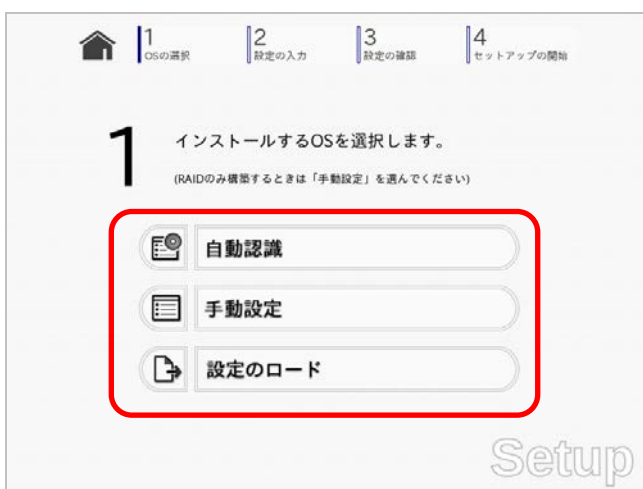 1
OSの選択
2
設定の入力
3
設定の確認
4
セットアップの開始
1
インストールするOSを選択します。
(RAIDのみ構築するときは「手動設定」を選んでください)
自動認識
手動設定
設定のロード
Setup